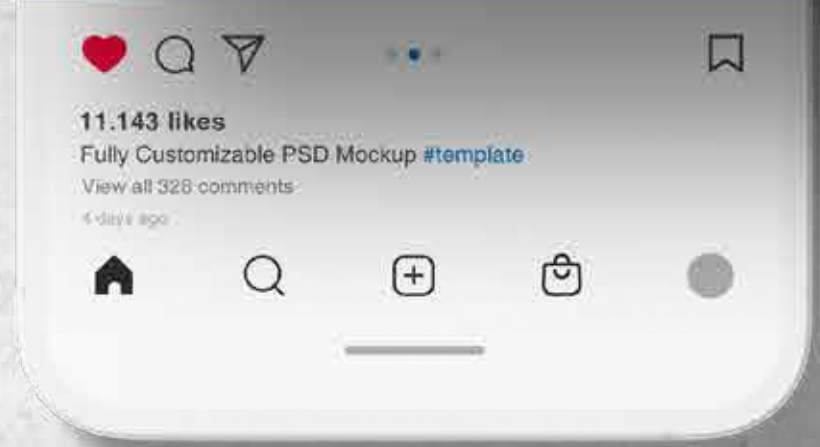 11.143 likes
Fully Customizable PSD Mockup #template
View all 328 comments
4 days ago